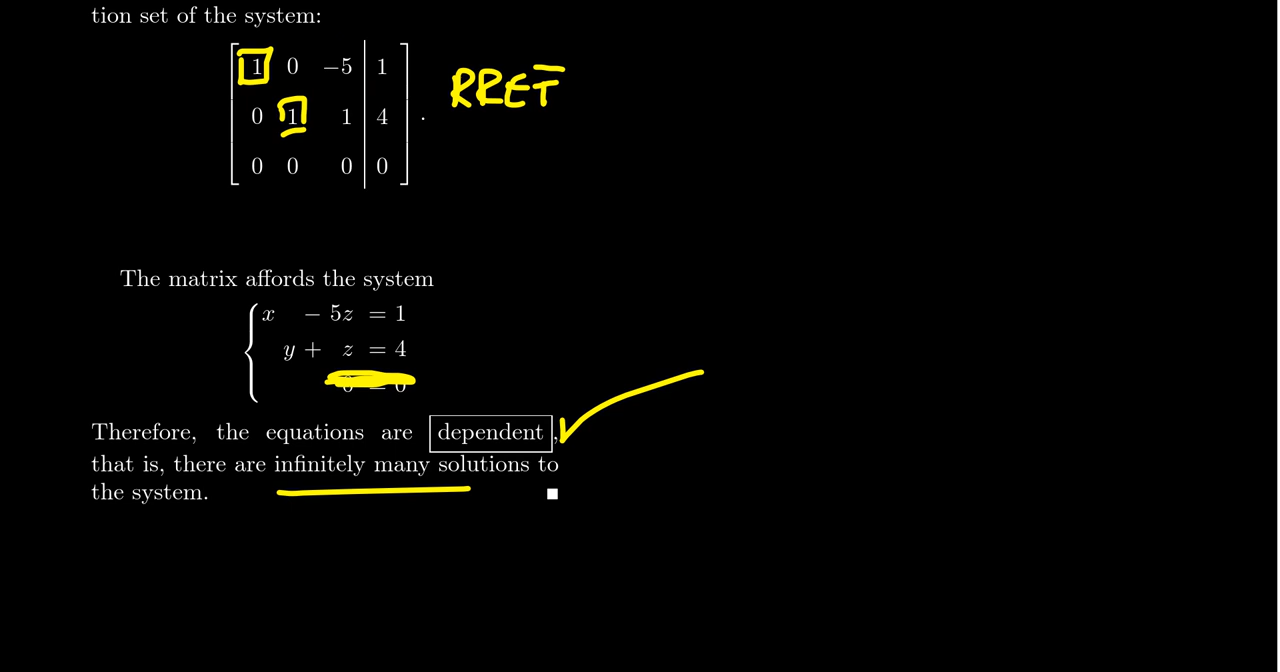 tion set of the system:
1 0 −5 1
RREF
0 1 1 4
.
0 0 0 0
The matrix affords the system
x − 5z = 1
y + z = 4
0 = 0
Therefore, the equations are dependent,
that is, there are infinitely many solutions to
the system.